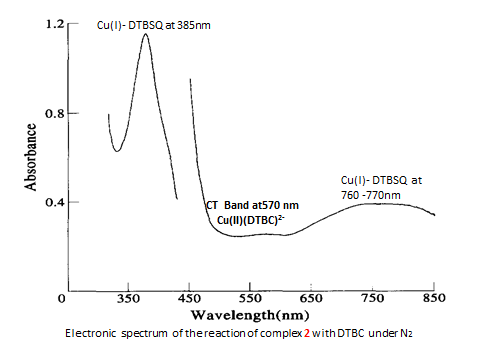 Cu(I)- DTBSQ at 385nm
1.2
0.8
0.4
0
Absorbance
CT Band at570 nm
Cu(II)(DTBC)²⁻
Cu(I)- DTBSQ at
760 -770nm
350 450 550 650 750 850
Wavelength(nm)
Electronic spectrum of the reaction of complex 2 with DTBC under N₂